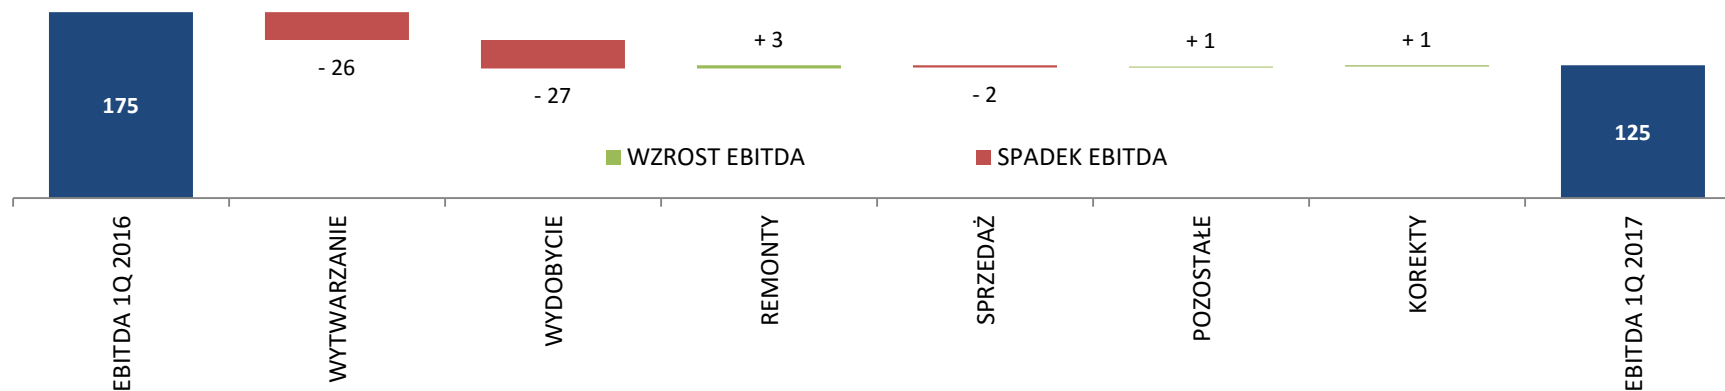 + 3
+ 1
+ 1
- 26
- 27
- 2
175
125
WZROST EBITDA
SPADEK EBITDA
EBITDA 1Q 2016
WYTWARZANIE
WYDOBYCIE
REMONTY
SPRZEDAŻ
POZOSTAŁE
KOREKTY
EBITDA 1Q 2017